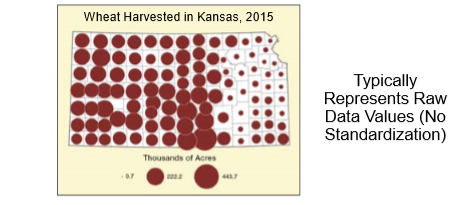 Wheat Harvested in Kansas, 2015
Thousands of Acres
0.7 222.2 443.7
Typically
Represents Raw
Data Values (No
Standardization)